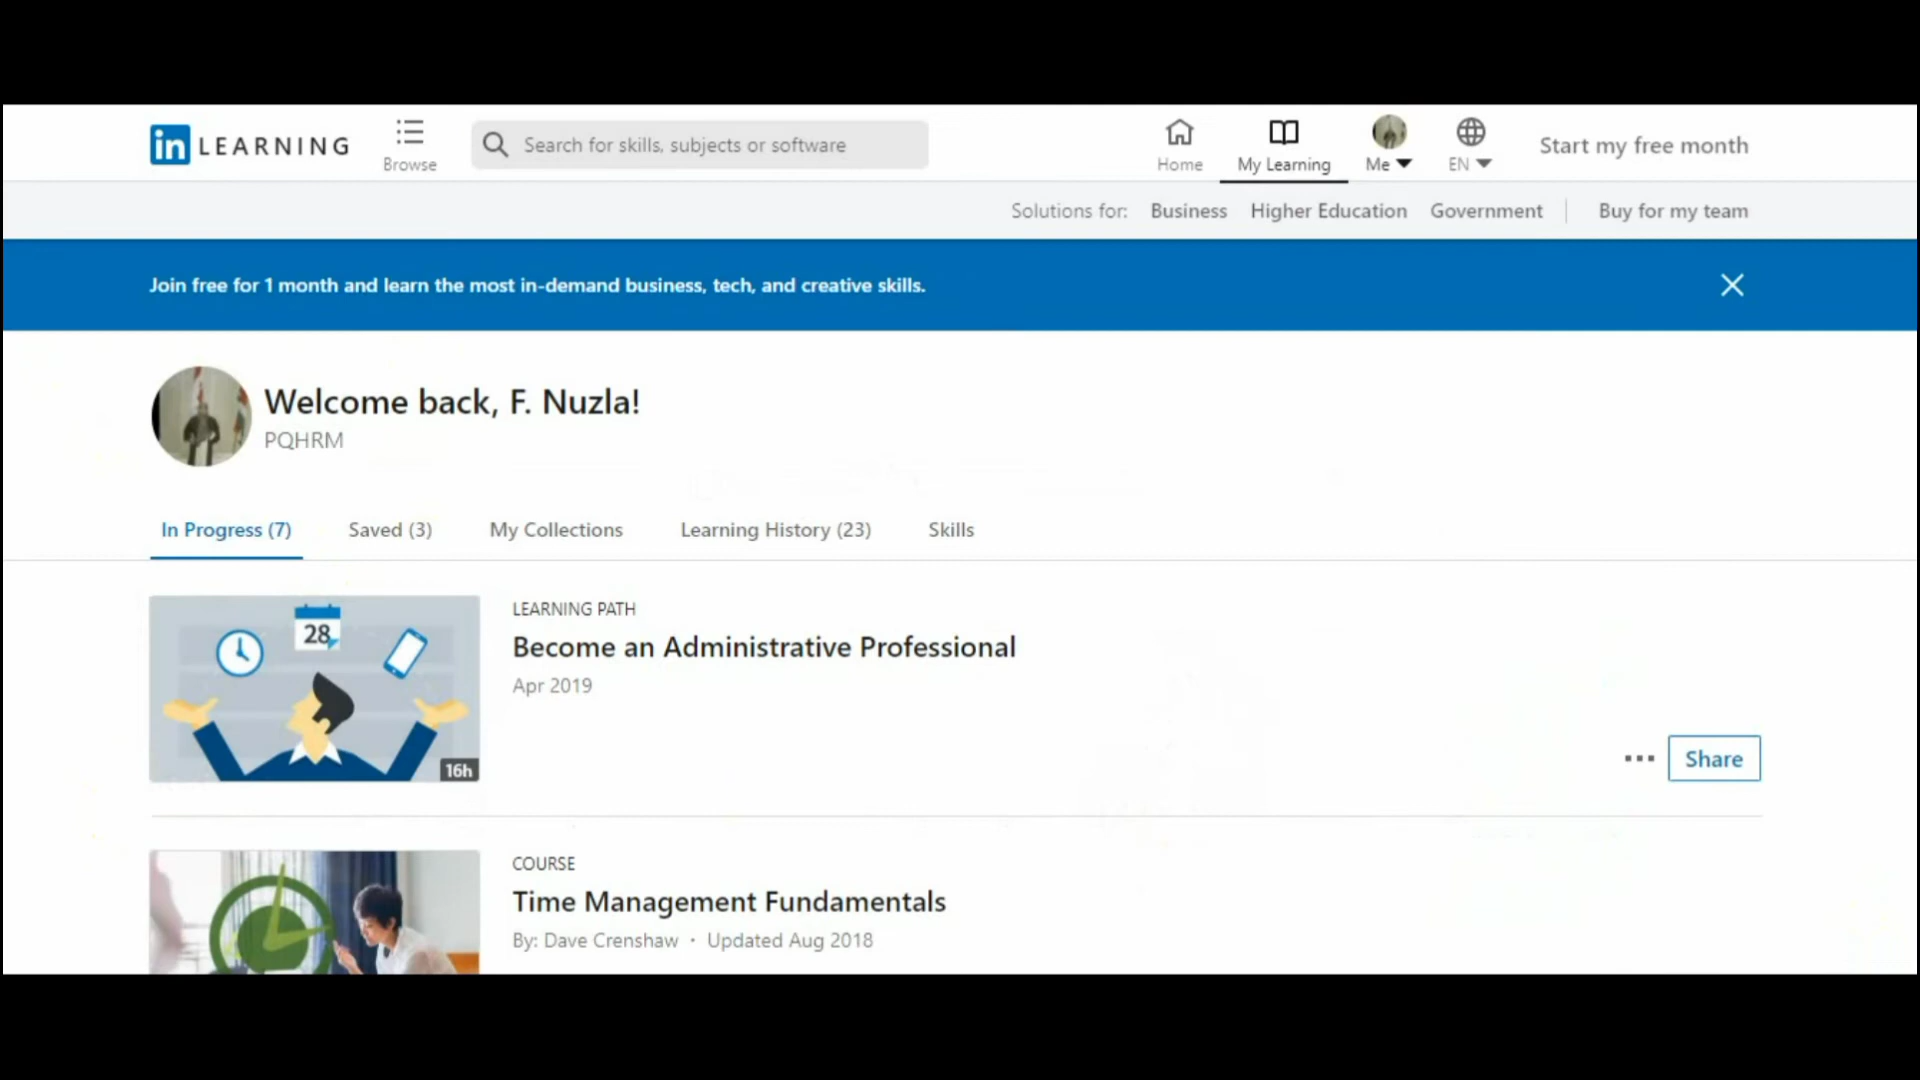 in LEARNING
Browse
Search for skills, subjects or software
Home
My Learning
Me
EN
Start my free month
Solutions for: Business Higher Education Government Buy for my team
Join free for 1 month and learn the most in-demand business, tech, and creative skills.
Welcome back, F. Nuzla!
PQHRM
In Progress (7) Saved (3) My Collections Learning History (23) Skills
28
16h
LEARNING PATH
Become an Administrative Professional
Apr 2019
Share
COURSE
Time Management Fundamentals
By: Dave Crenshaw · Updated Aug 2018